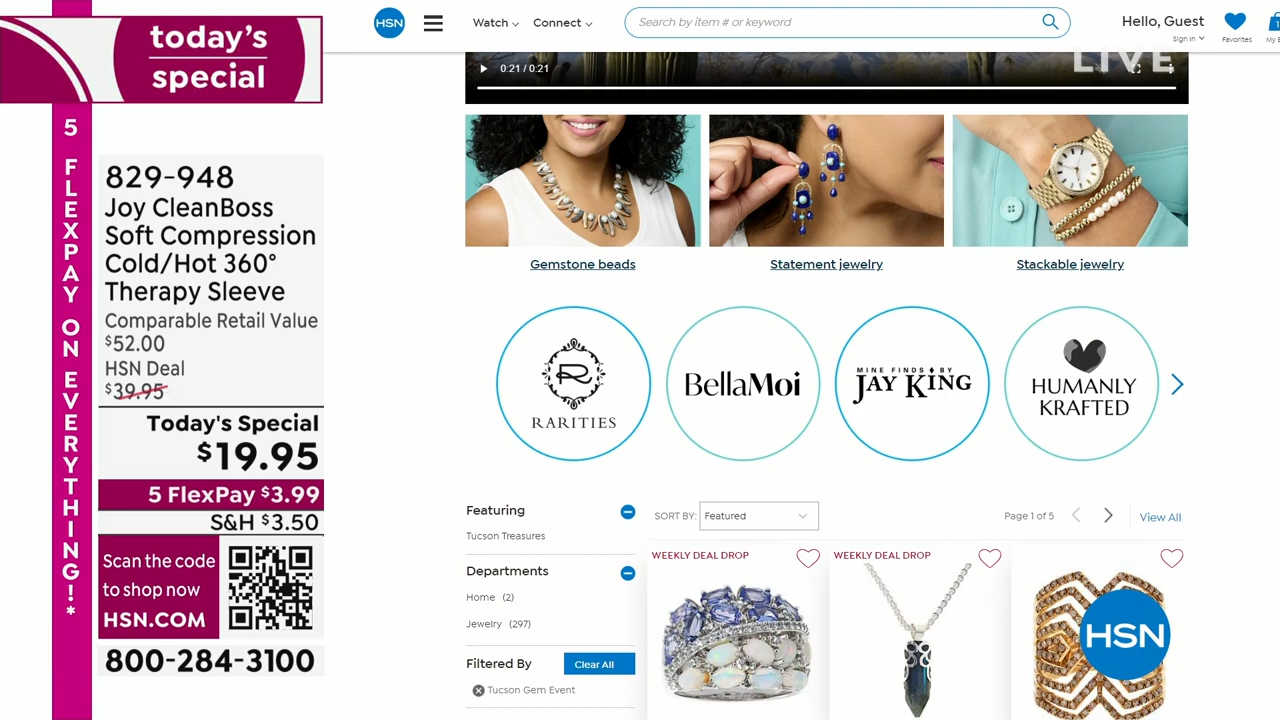 today's
special
5 FLEXPAY ON EVERYTHING!*
829-948
Joy CleanBoss
Soft Compression
Cold/Hot 360°
Therapy Sleeve
Comparable Retail Value
$52.00
HSN Deal
$39.95
Today's Special
$19.95
5 FlexPay $3.99
S&H $3.50
Scan the code
to shop now
HSN.COM
800-284-3100
HSN
Watch
Connect
Search by item # or keyword
Hello, Guest
Sign In
Favorites
My
0:21 / 0:21
LIVE
Gemstone beads
Statement jewelry
Stackable jewelry
R
RARITIES
BellaMoi
MINE FINDS BY
JAY KING
HUMANLY
KRAFTED
Featuring
Tucson Treasures
Departments
Home (2)
Jewelry (297)
Filtered By
Clear All
Tucson Gem Event
SORT BY: Featured
Page 1 of 5
View All
WEEKLY DEAL DROP
WEEKLY DEAL DROP
HSN